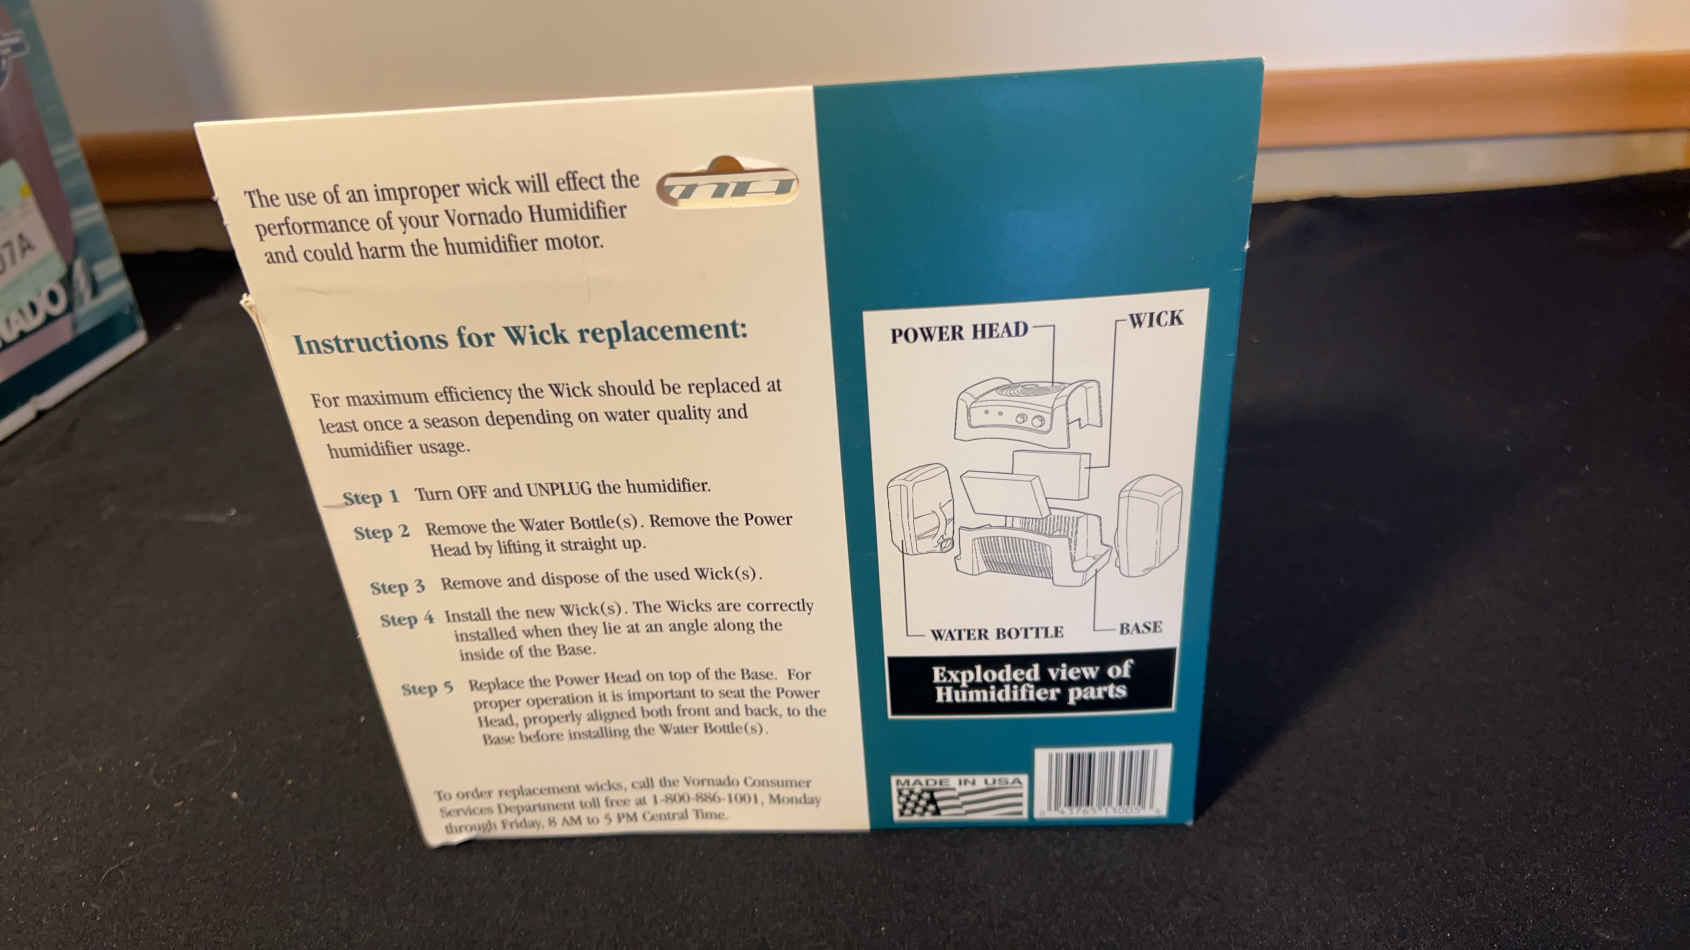 The use of an improper wick will effect the
performance of your Vornado Humidifier
and could harm the humidifier motor.
Instructions for Wick replacement:
For maximum efficiency the Wick should be replaced at
least once a season depending on water quality and
humidifier usage.
Step 1 Turn OFF and UNPLUG the humidifier.
Step 2 Remove the Water Bottle(s). Remove the Power
Head by lifting it straight up.
Step 3 Remove and dispose of the used Wick(s).
Step 4 Install the new Wick(s). The Wicks are correctly
installed when they lie at an angle along the
inside of the Base.
Step 5 Replace the Power Head on top of the Base. For
proper operation it is important to seat the Power
Head, properly aligned both front and back, to the
Base before installing the Water Bottle(s).
To order replacement wicks, call the Vornado Consumer
Services Department toll free at 1-800-886-1001, Monday
through Friday, 8 AM to 5 PM Central Time.
POWER HEAD
WICK
WATER BOTTLE
BASE
Exploded view of
Humidifier parts
MADE IN USA
07A
NADO